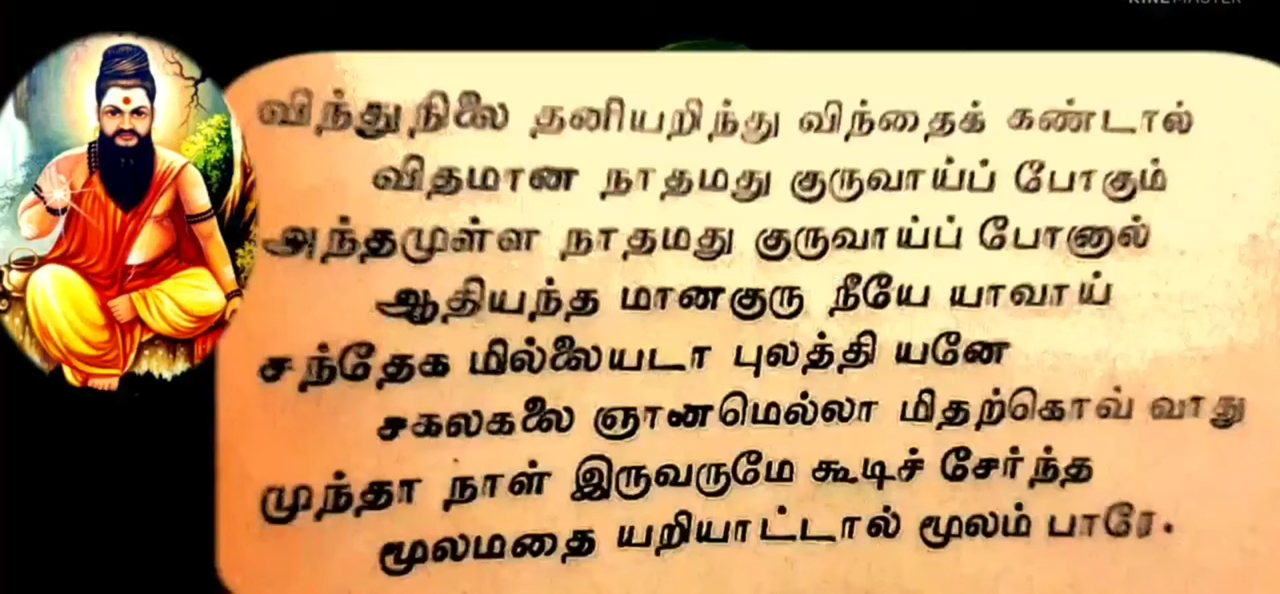 KINEMASTER
விந்துநிலை தனியறிந்து விந்தைக் கண்டால்
விதமான நாதமது குருவாய்ப் போகும்
அந்தமுள்ள நாதமது குருவாய்ப் போனால்
ஆதியந்த மானகுரு நீயே யாவாய்
சந்தேக மில்லையடா புலத்தி யனே
சகலகலை ஞானமெல்லா மிதற்கொவ் வாது
முந்தா நாள் இருவருமே கூடிச் சேர்ந்த
மூலமதை யறியாட்டால் மூலம் பாரே.